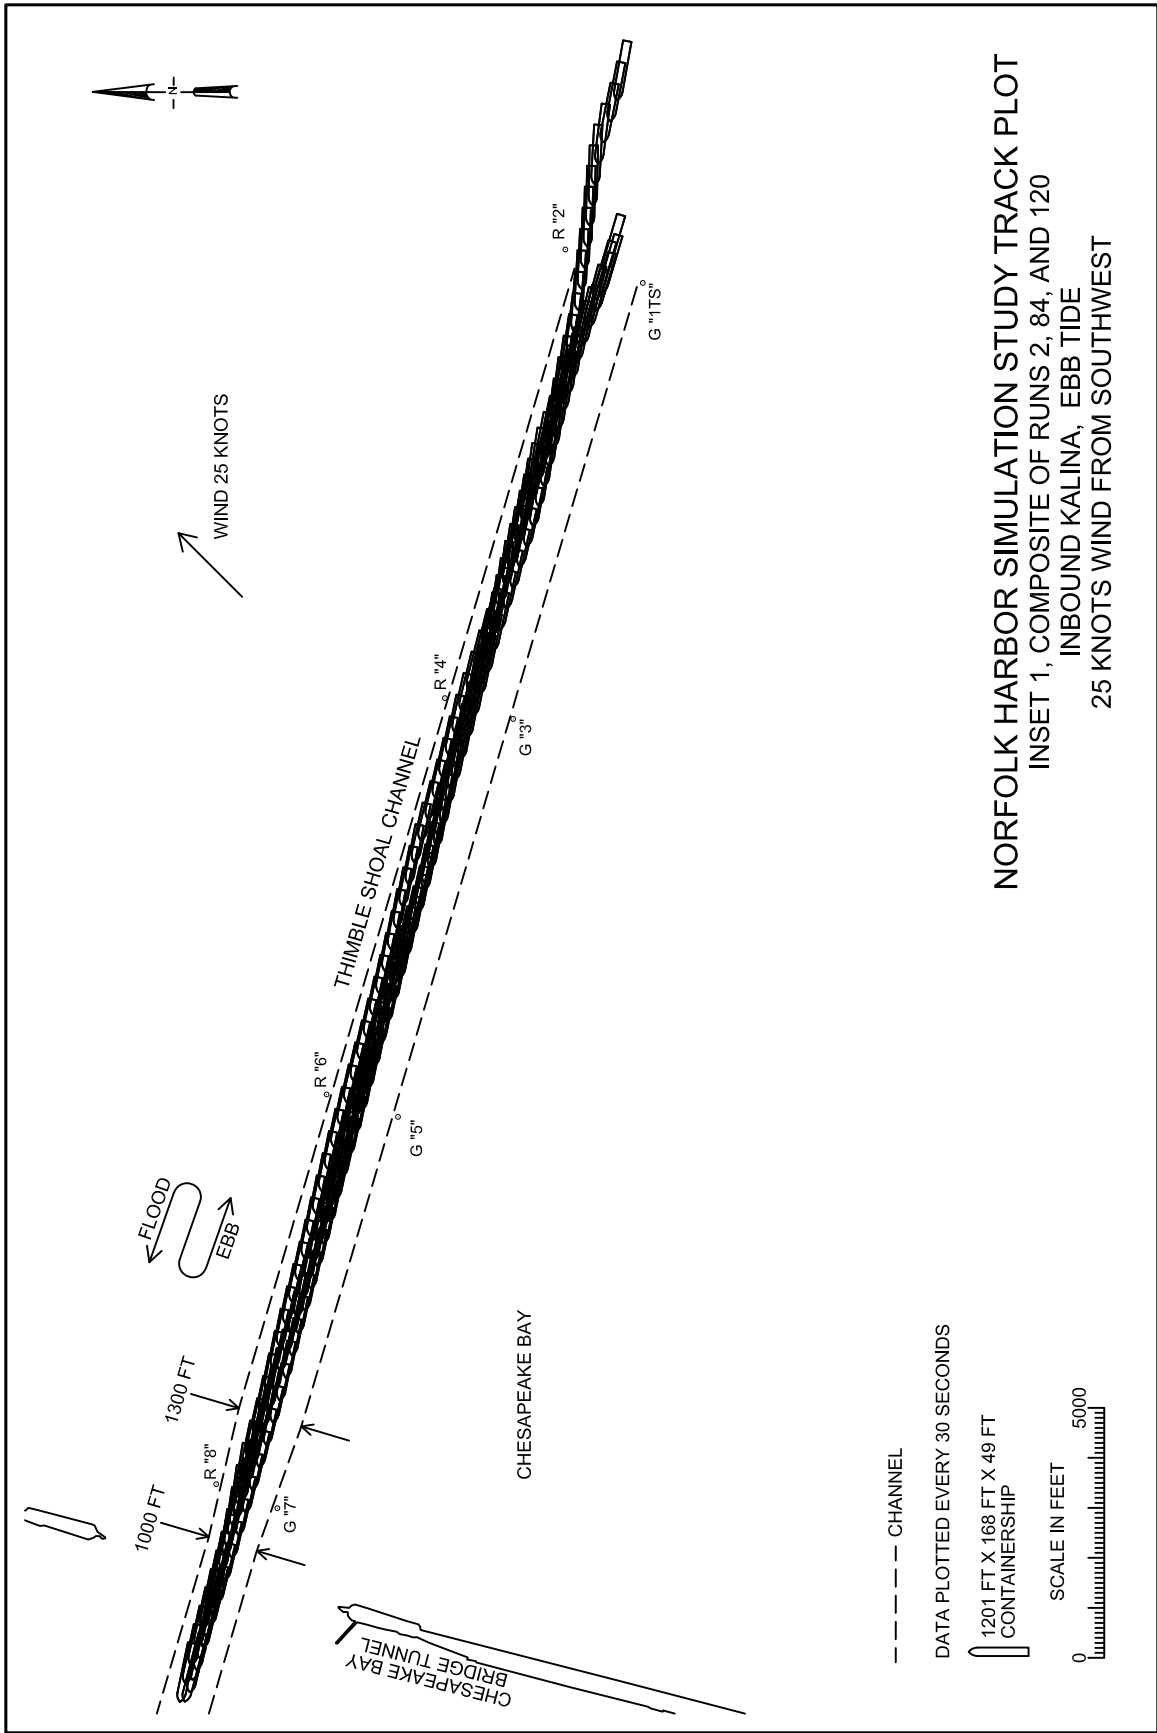 NORFOLK HARBOR SIMULATION STUDY TRACK PLOT
INSET 1, COMPOSITE OF RUNS 2, 84, AND 120
INBOUND KALINA, EBB TIDE
25 KNOTS WIND FROM SOUTHWEST
N
WIND 25 KNOTS
R "2"
G "1TS"
R "4"
G "3"
THIMBLE SHOAL CHANNEL
R "6"
G "5"
FLOOD
EBB
1300 FT
R "8"
1000 FT
G "7"
CHESAPEAKE BAY
CHESAPEAKE BAY
BRIDGE TUNNEL
CHANNEL
DATA PLOTTED EVERY 30 SECONDS
1201 FT X 168 FT X 49 FT
CONTAINERSHIP
SCALE IN FEET
0 5000